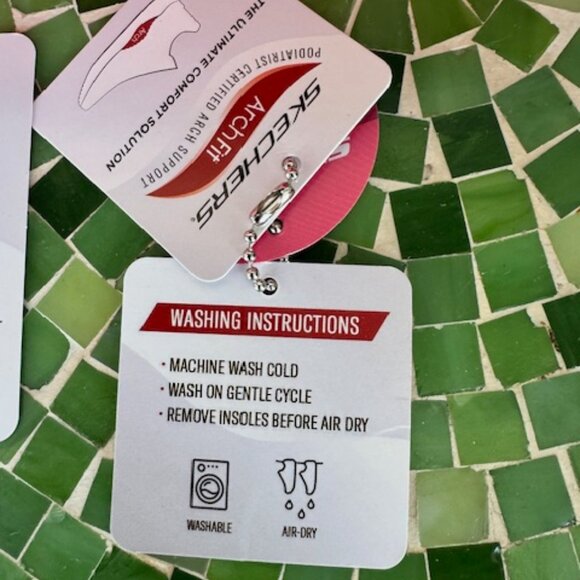 THE ULTIMATE COMFORT SOLUTION
Arch
PODIATRIST CERTIFIED ARCH SUPPORT
ArchFit
SKECHERS
WASHING INSTRUCTIONS
· MACHINE WASH COLD
· WASH ON GENTLE CYCLE
· REMOVE INSOLES BEFORE AIR DRY
WASHABLE
AIR-DRY